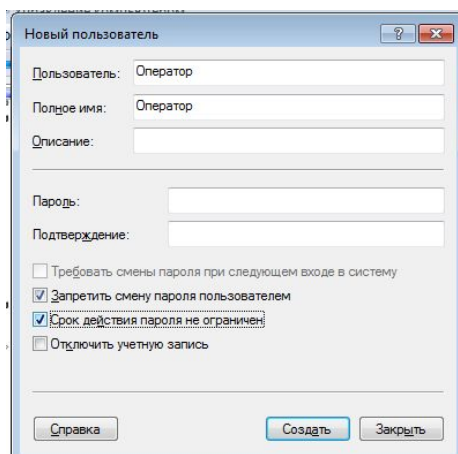 Новый пользователь
Пользователь: Оператор
Полное имя: Оператор
Описание:
Пароль:
Подтверждение:
Требовать смены пароля при следующем входе в систему
Запретить смену пароля пользователем
Срок действия пароля не ограничен
Отключить учетную запись
Справка Создать Закрыть